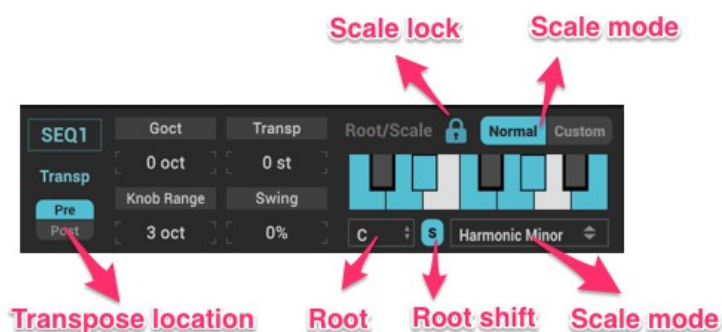 Scale lock
Scale mode
SEQ1
Goct
Transp
Root/Scale
Normal
Custom
0 oct
0 st
Transp
Knob Range
Swing
Pre
Post
3 oct
0%
C
S
Harmonic Minor
Transpose location
Root
Root shift
Scale mode